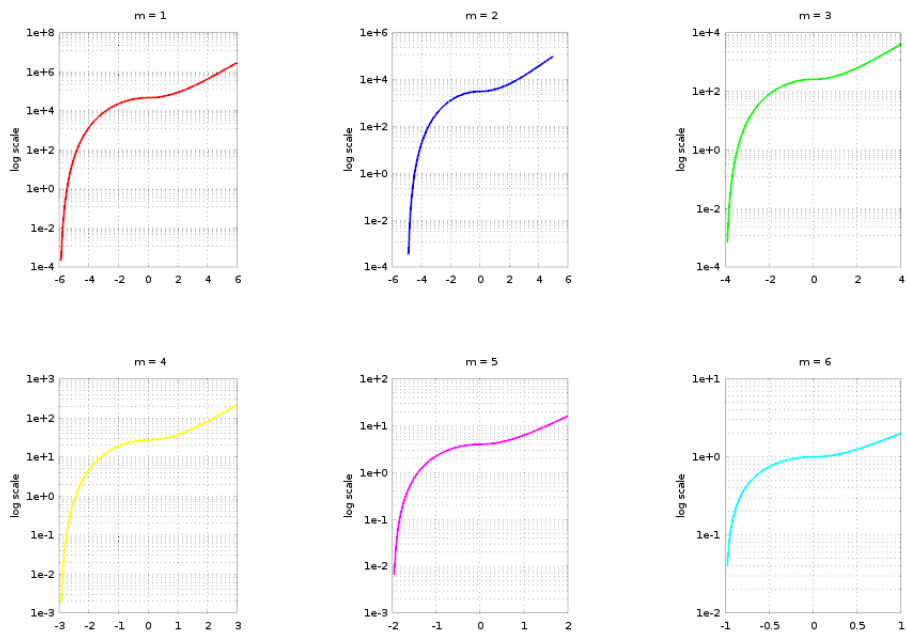 m = 1
1e+8
1e+6
1e+4
1e+2
1e+0
1e-2
1e-4
log scale
-6 -4 -2 0 2 4 6
m = 2
1e+6
1e+4
1e+2
1e+0
1e-2
1e-4
log scale
-6 -4 -2 0 2 4 6
m = 3
1e+4
1e+2
1e+0
1e-2
1e-4
log scale
-4 -2 0 2 4
m = 4
1e+3
1e+2
1e+1
1e+0
1e-1
1e-2
1e-3
log scale
-3 -2 -1 0 1 2 3
m = 5
1e+2
1e+1
1e+0
1e-1
1e-2
1e-3
log scale
-2 -1 0 1 2
m = 6
1e+1
1e+0
1e-1
1e-2
log scale
-1 -0.5 0 0.5 1